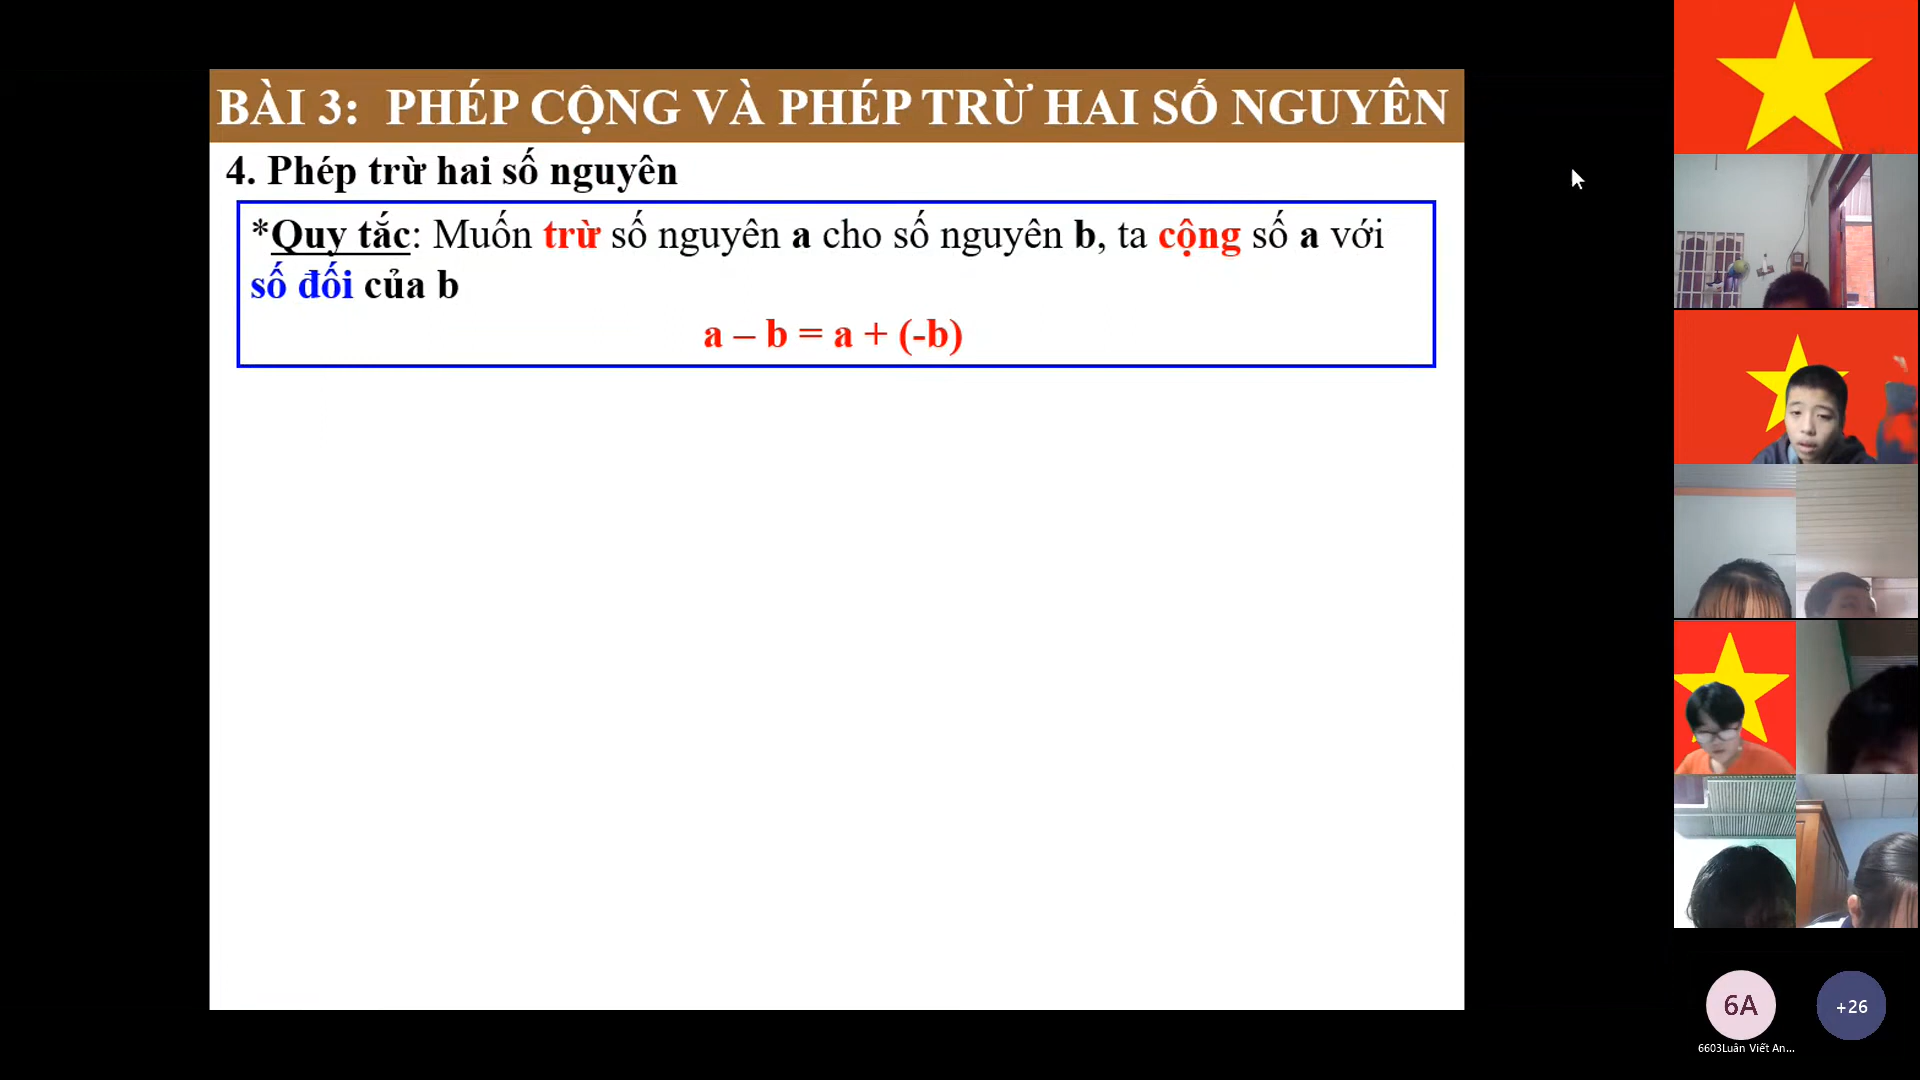 BÀI 3: PHÉP CỘNG VÀ PHÉP TRỪ HAI SỐ NGUYÊN
4. Phép trừ hai số nguyên
*Quy tắc: Muốn trừ số nguyên a cho số nguyên b, ta cộng số a với
số đối của b
a – b = a + (-b)
6A
+26
6603Luân Viết An...